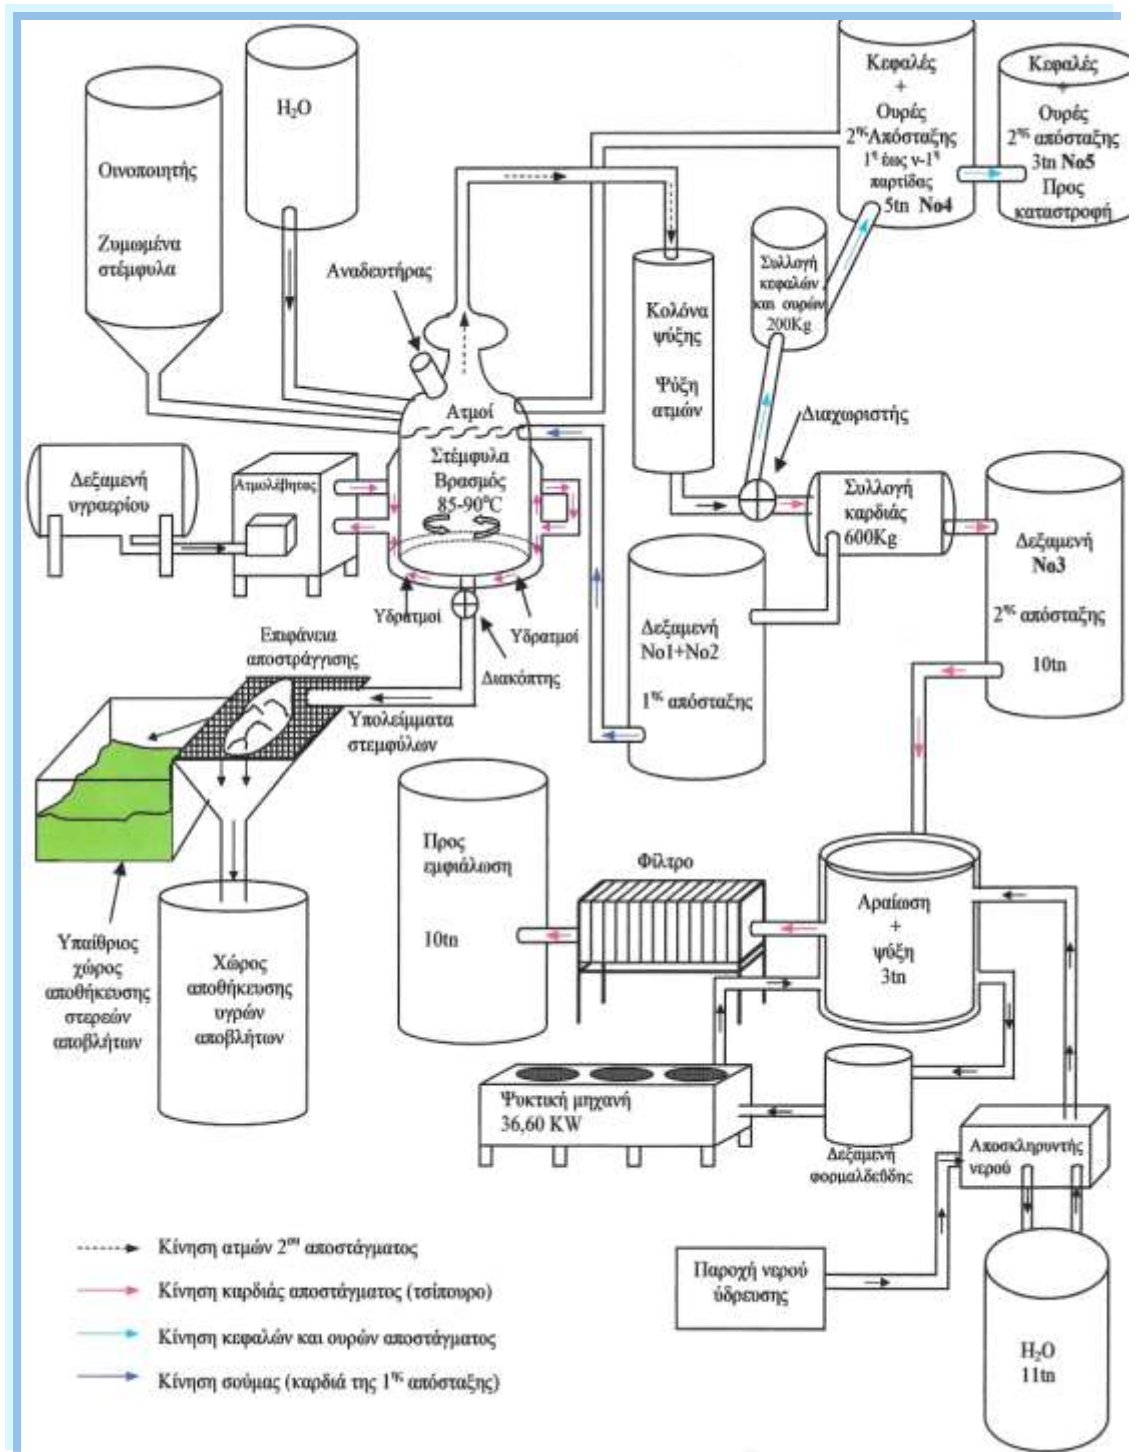 Οινοποιητής
Ζυμωμένα
στέμφυλα
H₂O
Αναδευτήρας
Ατμοί
Στέμφυλα
Βρασμός
85-90°C
Κολόνα
ψύξης
Ψύξη
ατμών
Συλλογή
κεφαλών
και ουρών
200Kg
Κεφαλές
+
Ουρές
2ης Απόσταξης
1η έως ν-1η
παρτίδας
5tn No4
Κεφαλές
+
Ουρές
2ης απόσταξης
3tn No5
Προς
καταστροφή
Διαχωριστής
Δεξαμενή
υγραερίου
Ατμολέβητας
Συλλογή
καρδιάς
600Kg
Δεξαμενή
No3
2ης απόσταξης
10tn
Υδρατμοί
Υδρατμοί
Διακόπτης
Δεξαμενή
No1+No2
1ης απόσταξης
Επιφάνεια
αποστράγγισης
Υπολείμματα
στεμφύλων
Προς
εμφιάλωση
10tn
Φίλτρο
Αραίωση
+
ψύξη
3tn
Υπαίθριος
χώρος
αποθήκευσης
στερεών
αποβλήτων
Χώρος
αποθήκευσης
υγρών
αποβλήτων
Ψυκτική μηχανή
36,60 KW
Δεξαμενή
φορμαλδεΰδης
Αποσκληρυντής
νερού
Παροχή νερού
ύδρευσης
H₂O
11tn
Κίνηση ατμών 2ου αποστάγματος
Κίνηση καρδιάς αποστάγματος (τσίπουρο)
Κίνηση κεφαλών και ουρών αποστάγματος
Κίνηση σούμας (καρδιά της 1ης απόσταξης)